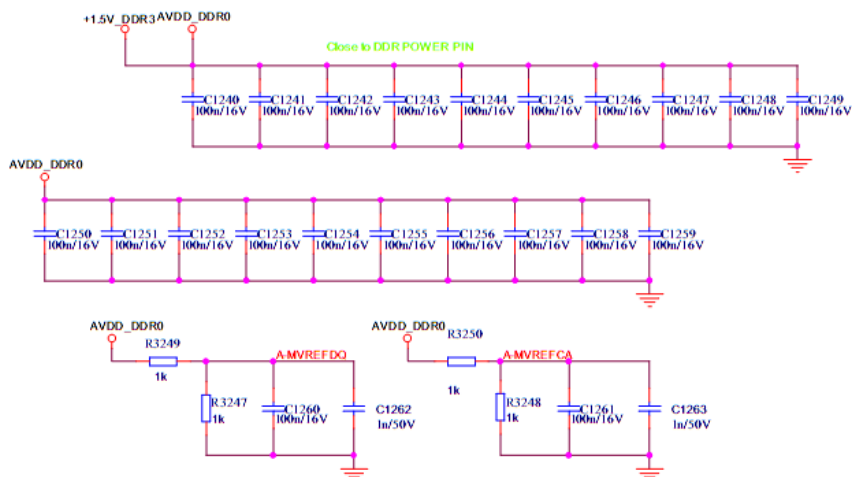 +1.5V_DDR3 AVDD_DDR0
Close to DDR POWER PIN
C1240 C1241 C1242 C1243 C1244 C1245 C1246 C1247 C1248 C1249
100n/16V 100n/16V 100n/16V 100n/16V 100n/16V 100n/16V 100n/16V 100n/16V 100n/16V 100n/16V
AVDD_DDR0
C1250 C1251 C1252 C1253 C1254 C1255 C1256 C1257 C1258 C1259
100n/16V 100n/16V 100n/16V 100n/16V 100n/16V 100n/16V 100n/16V 100n/16V 100n/16V 100n/16V
AVDD_DDR0
R3249
A-MVREFDQ
1k
R3247
1k
C1260
100n/16V
C1262
1n/50V
AVDD_DDR0
R3250
A-MVREFCA
1k
R3248
1k
C1261
100n/16V
C1263
1n/50V